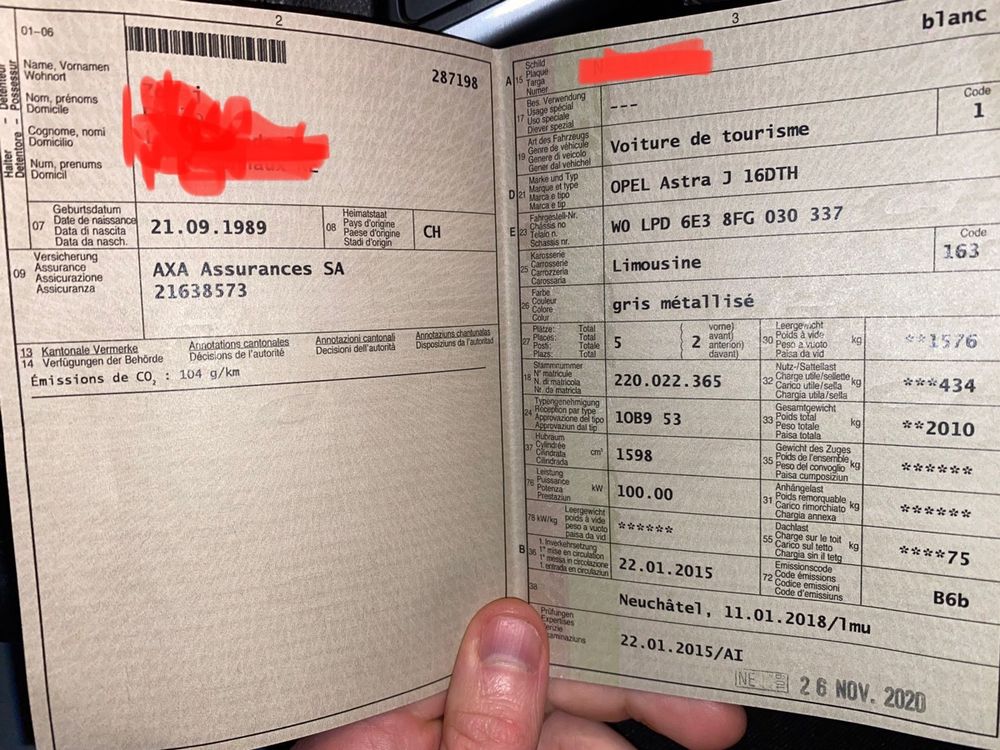 2
01-06
287198
Halter - Détenteur
Detentore - Possessur
Name, Vornamen
Wohnort
Nom, prénoms
Domicile
Cognome, nomi
Domicilio
Num, prenums
Domicil
07
Geburtsdatum
Date de naissance
Data di nascita
Data da nasch.
21.09.1989
08
Heimatstaat
Pays d'origine
Paese d'origine
Stadi d'origin
CH
09
Versicherung
Assurance
Assicurazione
Assicuranza
AXA Assurances SA
21638573
13 Kantonale Vermerke
14 Verfügungen der Behörde
Annotations cantonales
Décisions de l'autorité
Annotazioni cantonali
Decisioni dell'autorità
Annotaziuns chantunalas
Disposiziuns da l'autoritad
Émissions de CO2 : 104 g/km
3
blanc
A 15
Schild
Plaque
Targa
Numer
17
Bes. Verwendung
Usage spécial
Uso speciale
Diever spezial
---
Code
1
19
Art des Fahrzeugs
Genre de véhicule
Genere di veicolo
Gener dal vehichel
Voiture de tourisme
D 21
Marke und Typ
Marque et type
Marca e tipo
Marca e tip
OPEL Astra J 16DTH
E 23
Fahrgestell-Nr.
Châssis no
Telaio n.
Schassis nr.
W0 LPD 6E3 8FG 030 337
25
Karosserie
Carrosserie
Carrozzeria
Carossaria
Limousine
Code
163
26
Farbe
Couleur
Colore
Colur
gris métallisé
27
Plätze: Total
Places: Total
Posti: Totale
Plazs: Total
5
2
vorne)
avant)
anteriori)
davant)
30
Leergewicht
Poids à vide
Peso a vuoto
Paisa da vid
kg
**1576
18
Stammnummer
N° matricule
N. di matricola
Nr. da matricla
220.022.365
32
Nutz-/Sattellast
Charge utile/sellette
Carico utile/sella
Chargia utila/sella
kg
***434
24
Typengenehmigung
Réception par type
Approvazione del tipo
Approvaziun dal tip
1OB9 53
33
Gesamtgewicht
Poids total
Peso totale
Paisa totala
kg
**2010
37
Hubraum
Cylindrée
Cilindrata
Cilindrada
cm³
1598
35
Gewicht des Zuges
Poids de l'ensemble
Peso del convoglio
Paisa cumposiziun
kg
******
76
Leistung
Puissance
Potenza
Prestaziun
kW
100.00
31
Anhängelast
Poids remorquable
Carico rimorchiato
Chargia annexa
kg
******
78 kW/kg
Leergewicht
poids à vide
peso a vuoto
paisa da vid
******
55
Dachlast
Charge sur le toit
Carico sul tetto
Chargia sin il tetg
kg
****75
B 36
1. Inverkehrsetzung
1re mise en circulation
1a messa in circolazione
1. entrada en circulaziun
22.01.2015
72
Emissionscode
Code émissions
Codice emissioni
Code d'emissiuns
B6b
38
Neuchâtel, 11.01.2018/lmu
Prüfungen
Expertises
22.01.2015/AI
NE
26 NOV. 2020